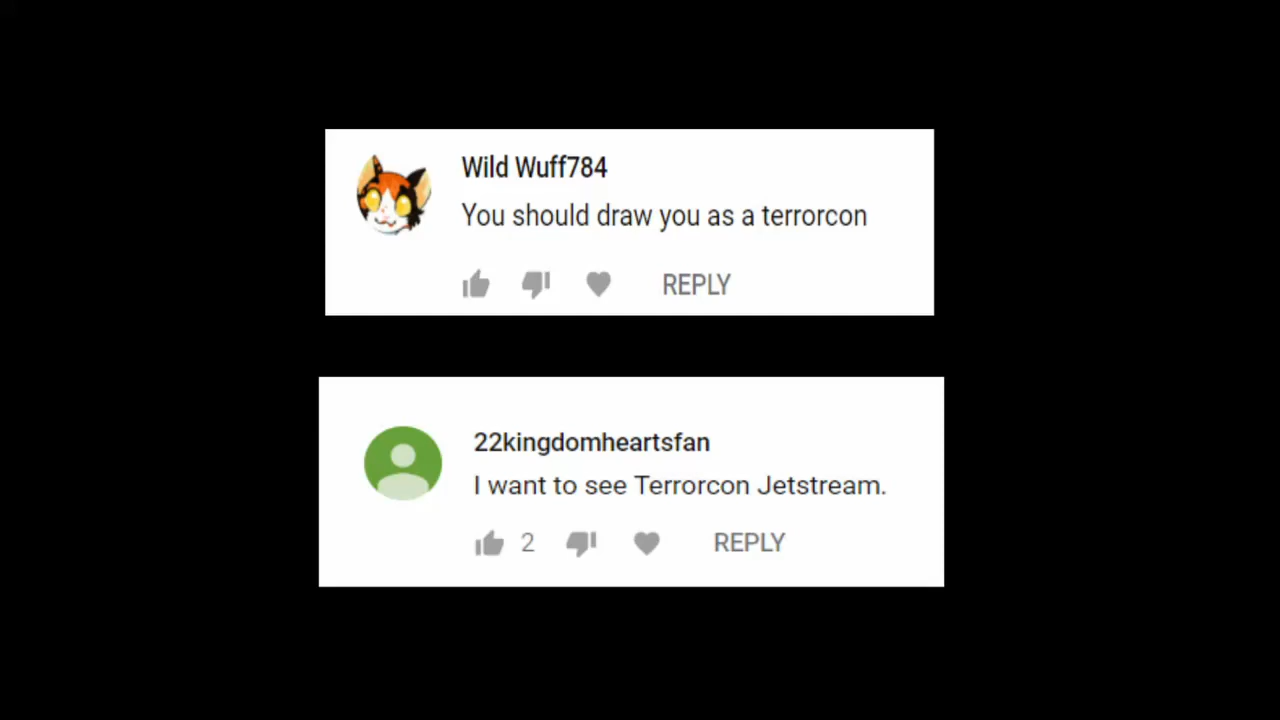 Wild Wuff784
You should draw you as a terrorcon
REPLY
22kingdomheartsfan
I want to see Terrorcon Jetstream.
2 REPLY